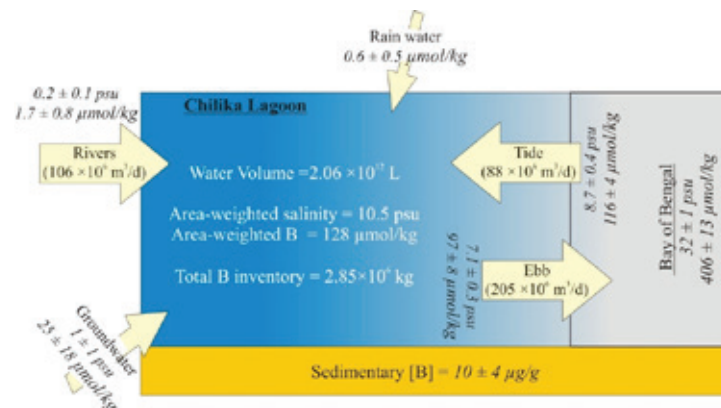 Rain water
0.6 ± 0.5 µmol/kg
0.2 ± 0.1 psu
1.7 ± 0.8 µmol/kg
Rivers
(106 ×10⁶ m³/d)
Chilika Lagoon
Water Volume =2.06 ×10¹² L
Area-weighted salinity = 10.5 psu
Area-weighted B = 128 µmol/kg
Total B inventory = 2.85×10⁶ kg
Tide
(88 ×10⁶ m³/d)
8.7 ± 0.4 psu
116 ± 4 µmol/kg
Bay of Bengal
32 ± 1 psu
406 ± 13 µmol/kg
7.1 ± 0.3 psu
97 ± 8 µmol/kg
Ebb
(205 ×10⁶ m³/d)
Groundwater
1 ± 1 psu
25 ± 18 µmol/kg
Sedimentary [B] = 10 ± 4 µg/g